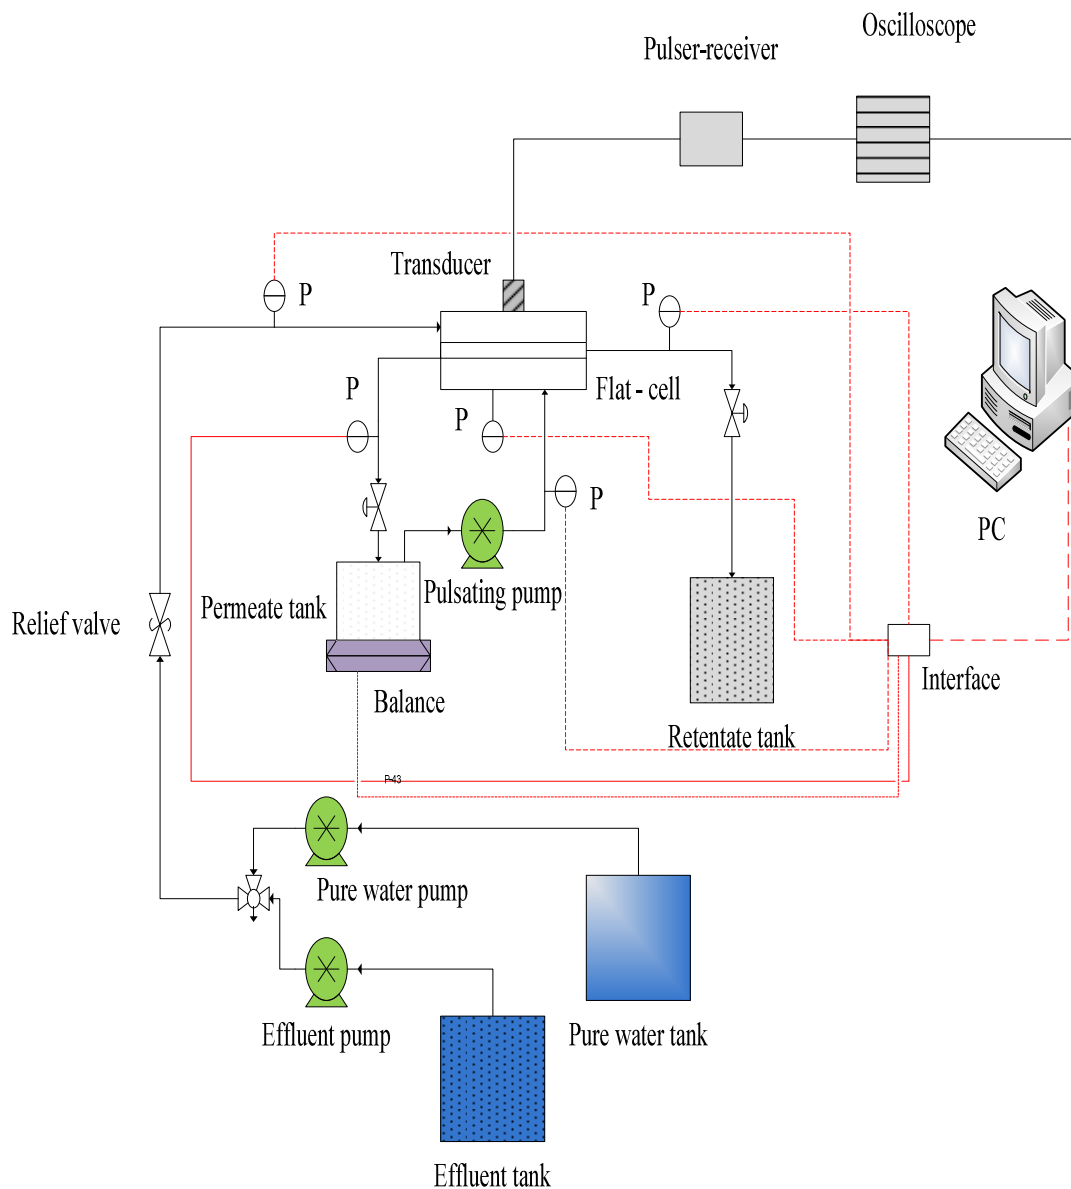 Oscilloscope
Pulser-receiver
Transducer
P
P
P
Flat - cell
P
P
PC
Pulsating pump
Permeate tank
Relief valve
Interface
Balance
Retentate tank
P-43
Pure water pump
Effluent pump
Pure water tank
Effluent tank